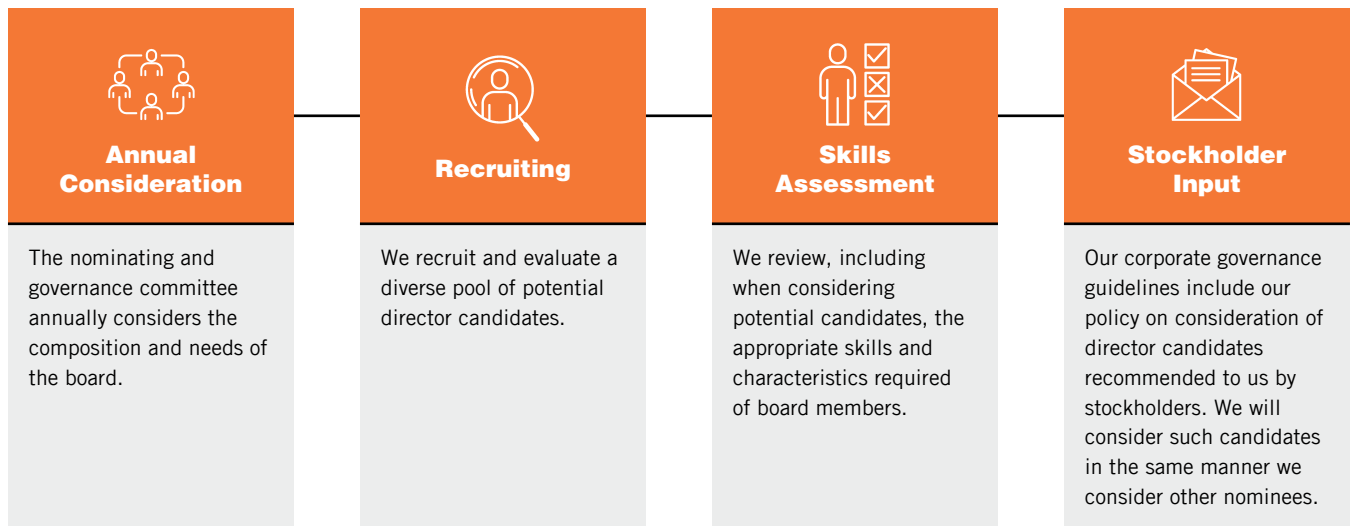 Annual
Consideration
The nominating and
governance committee
annually considers the
composition and needs of
the board.
Recruiting
We recruit and evaluate a
diverse pool of potential
director candidates.
Skills
Assessment
We review, including
when considering
potential candidates, the
appropriate skills and
characteristics required
of board members.
Stockholder
Input
Our corporate governance
guidelines include our
policy on consideration of
director candidates
recommended to us by
stockholders. We will
consider such candidates
in the same manner we
consider other nominees.